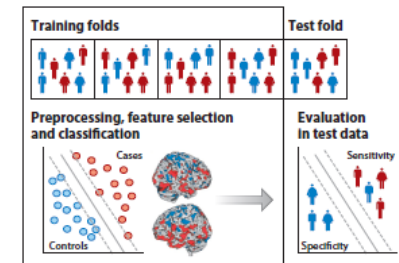 Training folds
Test fold
Preprocessing, feature selection
and classification
Evaluation
in test data
Cases
Controls
Sensitivity
Specificity